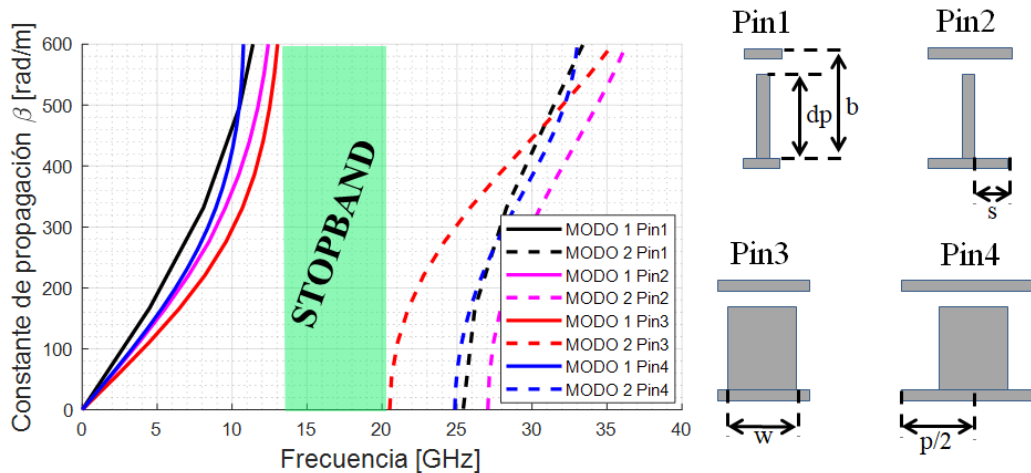 Constante de propagación β [rad/m]
600
500
400
300
200
100
0
0
5
10
15
20
25
30
35
40
Frecuencia [GHz]
STOPBAND
MODO 1 Pin1
MODO 2 Pin1
MODO 1 Pin2
MODO 2 Pin2
MODO 1 Pin3
MODO 2 Pin3
MODO 1 Pin4
MODO 2 Pin4
Pin1
dp
b
Pin2
s
Pin3
w
Pin4
p/2